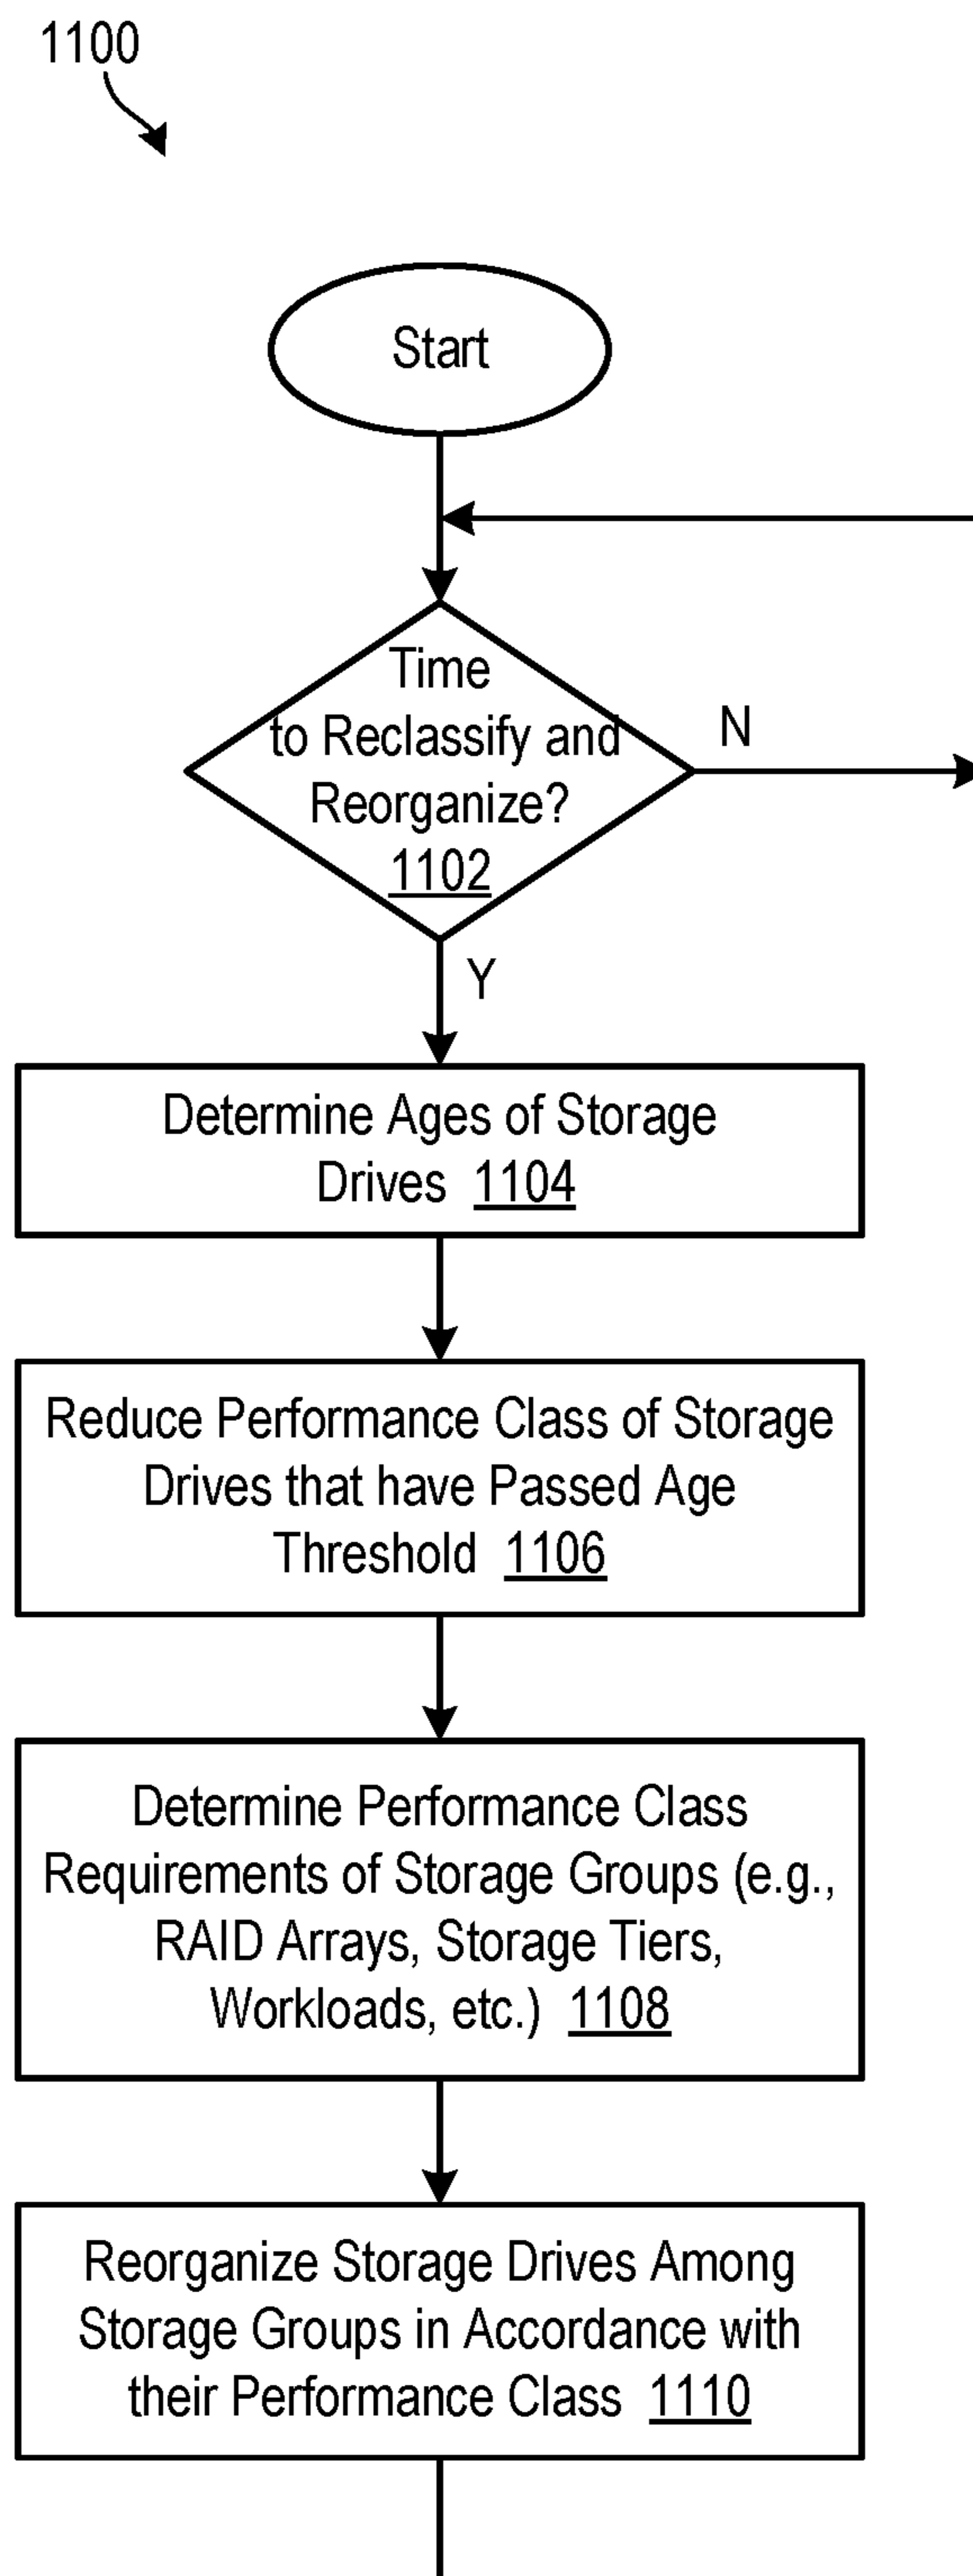 1100
Start
Time
to Reclassify and
Reorganize?
1102
N
Y
Determine Ages of Storage
Drives 1104
Reduce Performance Class of Storage
Drives that have Passed Age
Threshold 1106
Determine Performance Class
Requirements of Storage Groups (e.g.,
RAID Arrays, Storage Tiers,
Workloads, etc.) 1108
Reorganize Storage Drives Among
Storage Groups in Accordance with
their Performance Class 1110